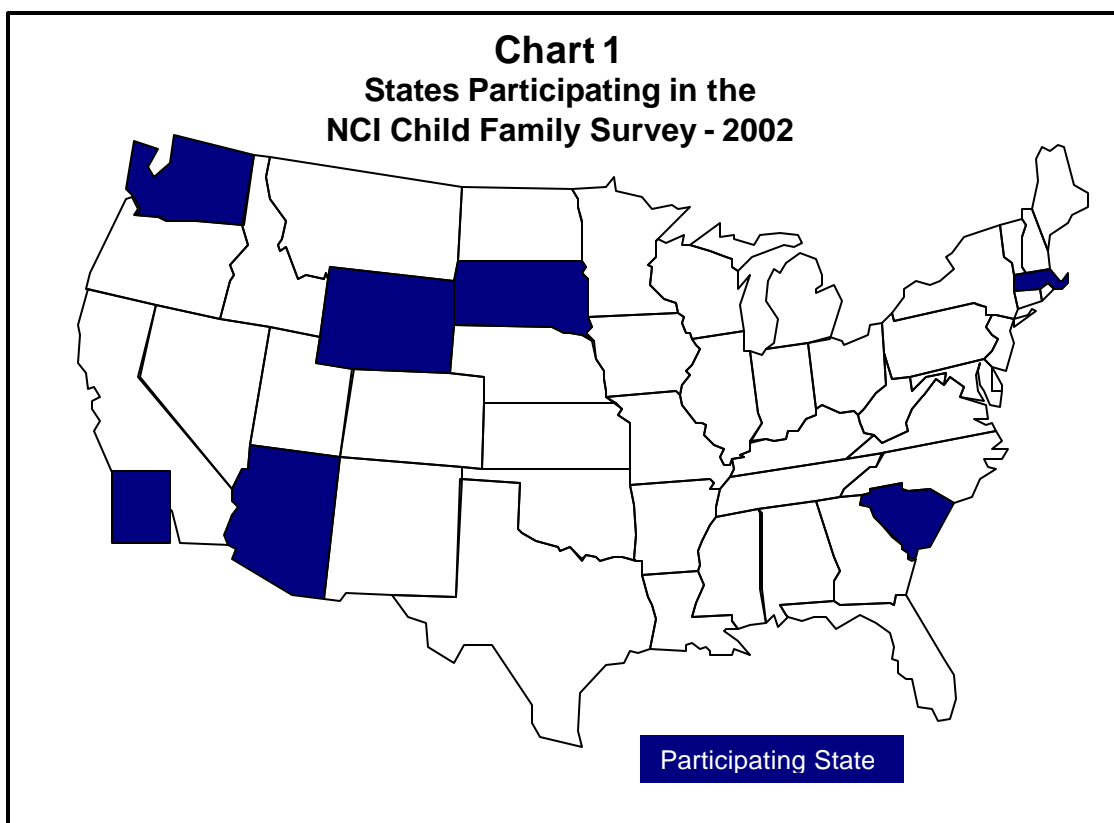 Chart 1
States Participating in the
NCI Child Family Survey - 2002
Participating State